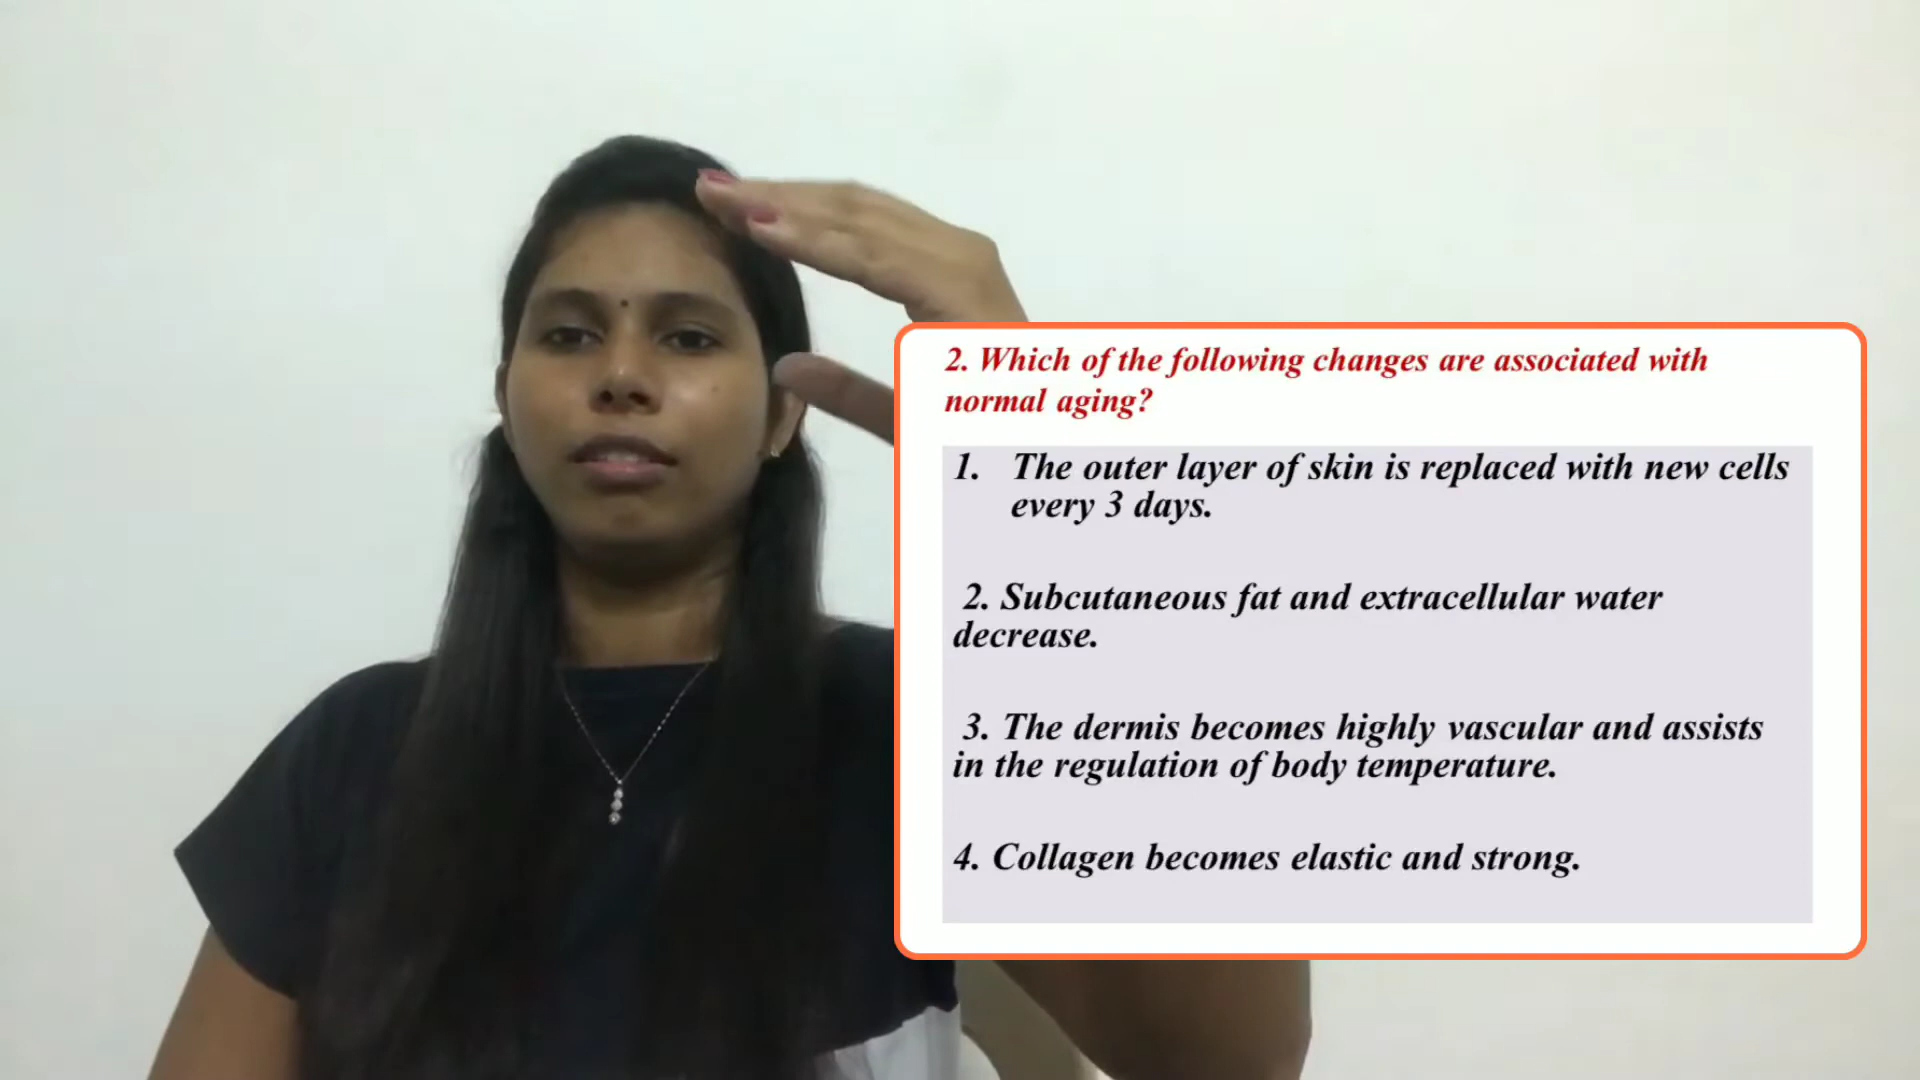 2. Which of the following changes are associated with
normal aging?
1. The outer layer of skin is replaced with new cells
every 3 days.
2. Subcutaneous fat and extracellular water
decrease.
3. The dermis becomes highly vascular and assists
in the regulation of body temperature.
4. Collagen becomes elastic and strong.